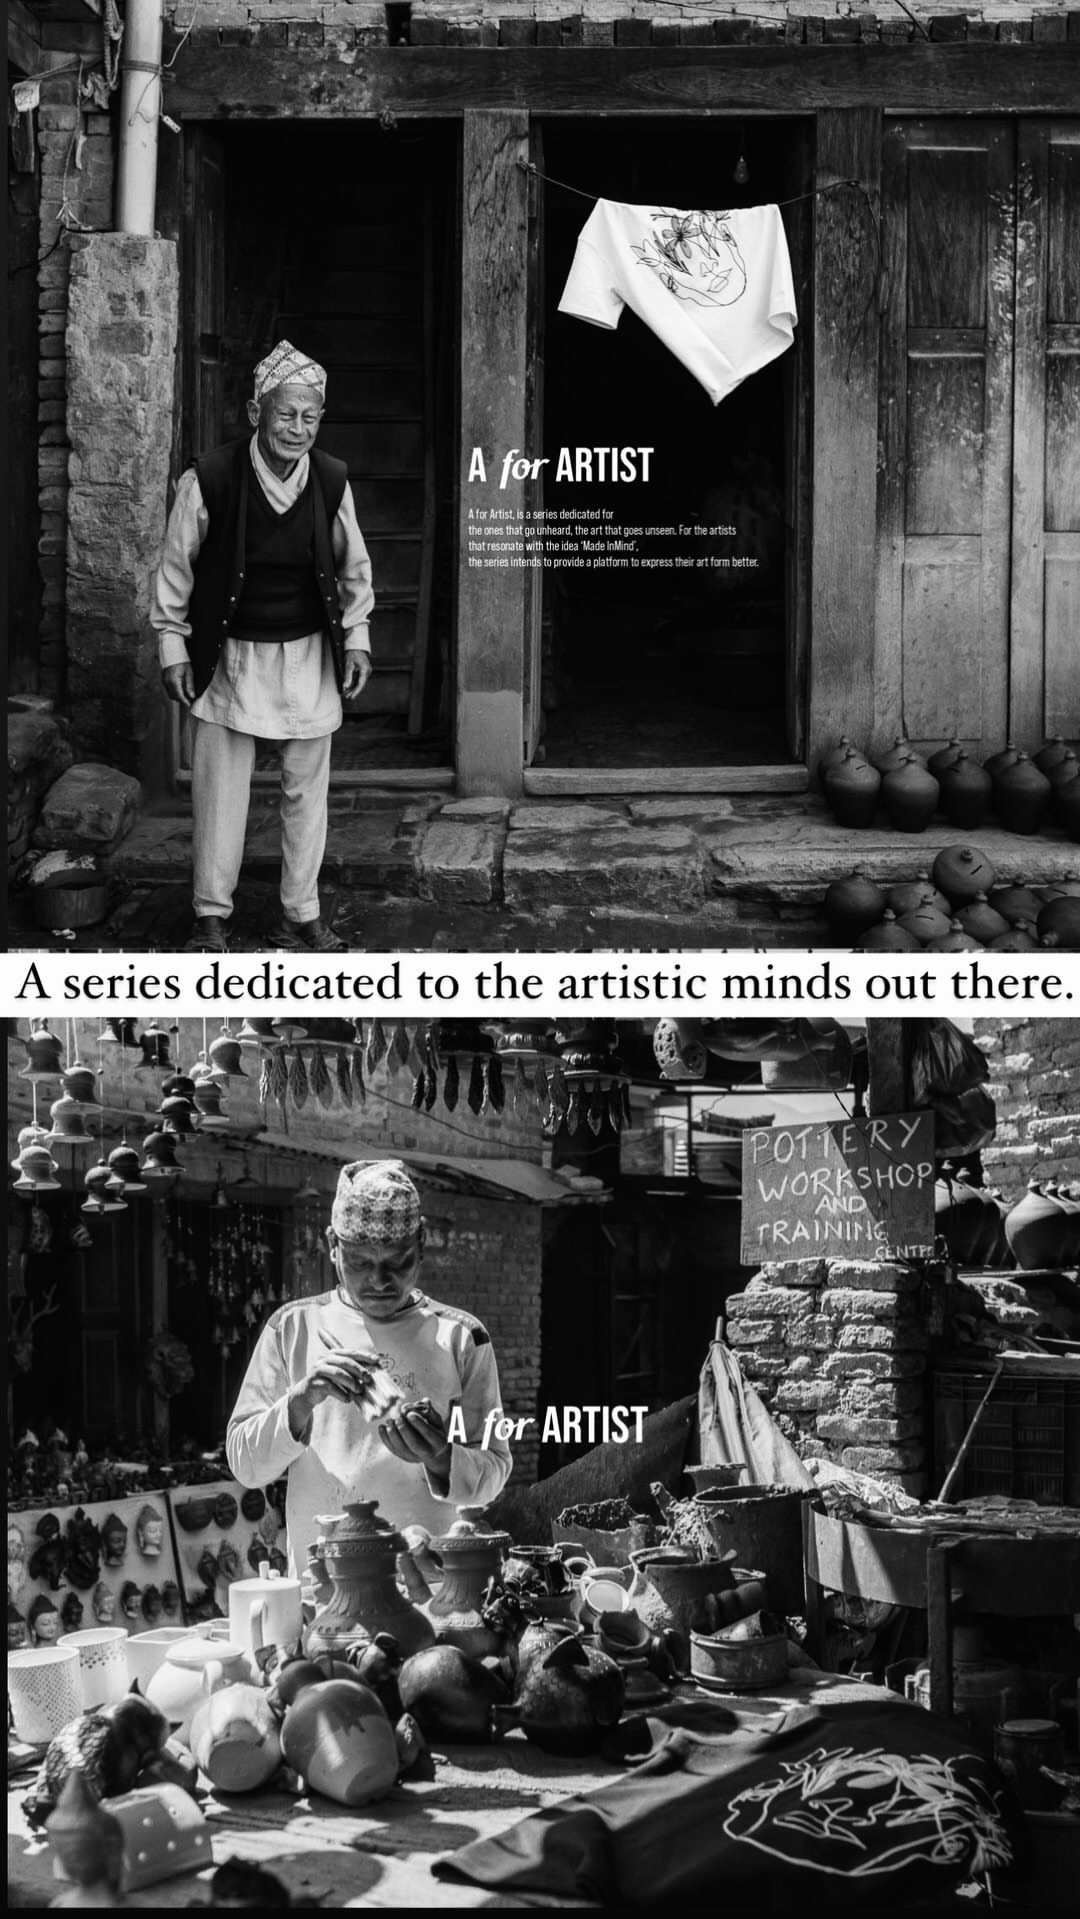 A for ARTIST
A for Artist, is a series dedicated for
the ones that go unheard, the art that goes unseen. For the artists
that resonate with the idea 'Made InMind',
the series intends to provide a platform to express their art form better.
A series dedicated to the artistic minds out there.
POTTERY
WORKSHOP
AND
TRAINING
CENTRE
A for ARTIST